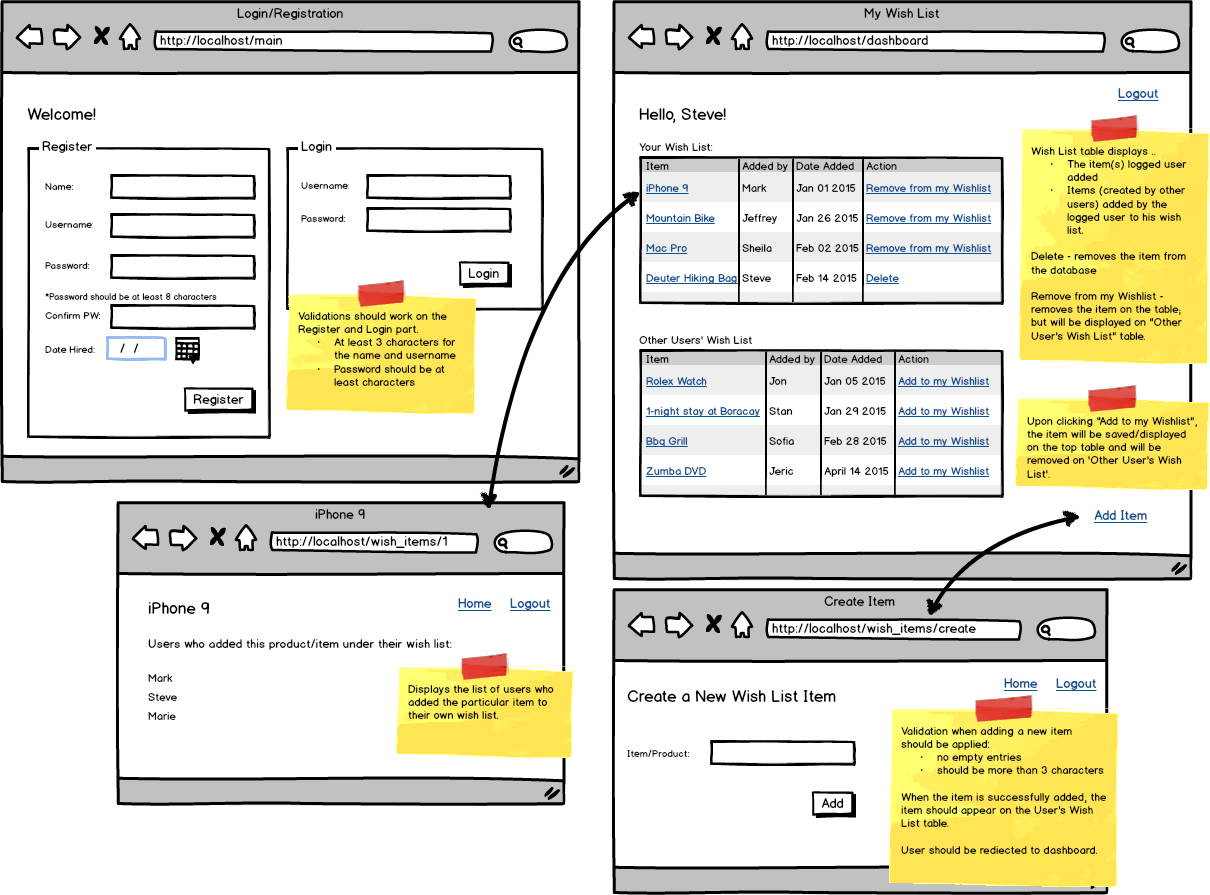 Login/Registration
http://localhost/main
Welcome!
Register
Name:
Username:
Password:
*Password should be at least 8 characters
Confirm PW:
Date Hired:
/ /
Register
Login
Username:
Password:
Login
Validations should work on the
Register and Login part.
· At least 3 characters for
the name and username
· Password should be at
least characters
My Wish List
http://localhost/dashboard
Logout
Hello, Steve!
Your Wish List:
Item Added by Date Added Action
iPhone 9 Mark Jan 01 2015 Remove from my Wishlist
Mountain Bike Jeffrey Jan 26 2015 Remove from my Wishlist
Mac Pro Sheila Feb 02 2015 Remove from my Wishlist
Deuter Hiking Bag Steve Feb 14 2015 Delete
Other Users' Wish List
Item Added by Date Added Action
Rolex Watch Jon Jan 05 2015 Add to my Wishlist
1-night stay at Boracay Stan Jan 29 2015 Add to my Wishlist
Bbq Grill Sofia Feb 28 2015 Add to my Wishlist
Zumba DVD Jeric April 14 2015 Add to my Wishlist
Wish List table displays ..
· The item(s) logged user
added
· Items (created by other
users) added by the
logged user to his wish
list.
Delete - removes the item from
the database
Remove from my Wishlist -
removes the item on the table;
but will be displayed on "Other
User's Wish List" table.
Upon clicking "Add to my Wishlist",
the item will be saved/displayed
on the top table and will be
removed on 'Other User's Wish
List'.
Add Item
iPhone 9
http://localhost/wish_items/1
iPhone 9
Home Logout
Users who added this product/item under their wish list:
Mark
Steve
Marie
Displays the list of users who
added the particular item to
their own wish list.
Create Item
http://localhost/wish_items/create
Home Logout
Create a New Wish List Item
Item/Product:
Add
Validation when adding a new item
should be applied:
· no empty entries
· should be more than 3 characters
When the item is successfully added, the
item should appear on the User's Wish
List table.
User should be rediected to dashboard.